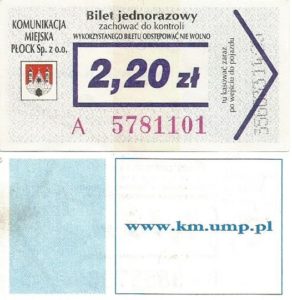 Bilet jednorazowy
zachować do kontroli
WYKORZYSTANEGO BILETU ODSTĘPOWAĆ NIE WOLNO
KOMUNIKACJA
MIEJSKA
PŁOCK Sp. z o.o.
2,20 zł
A 5781101
tu kasować zaraz
po wejściu do pojazdu
www.km.ump.pl